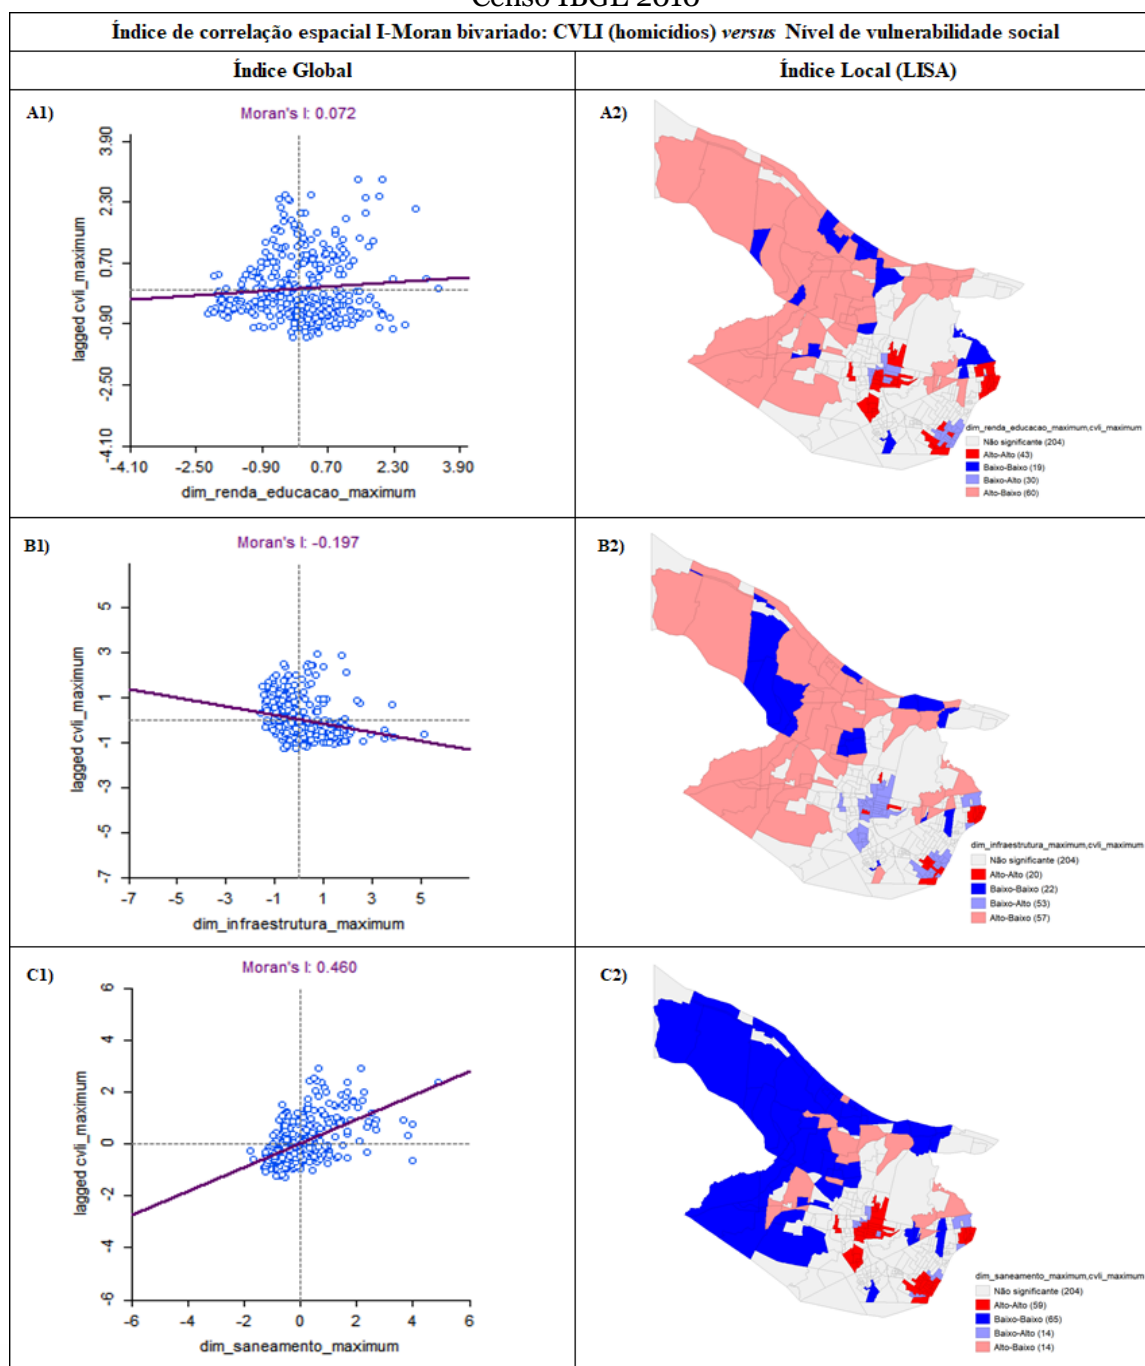 Censo IBGE 2010
Índice de correlação espacial I-Moran bivariado: CVLI (homicídios) versus Nível de vulnerabilidade social
Índice Global
Índice Local (LISA)
A1)
Moran's I: 0.072
3.90
2.30
0.70
-0.90
-2.50
-4.10
lagged cvli_maximum
-4.10 -2.50 -0.90 0.70 2.30 3.90
dim_renda_educacao_maximum
A2)
dim_renda_educacao_maximum,cvli_maximum
Não significante (204)
Alto-Alto (43)
Baixo-Baixo (19)
Baixo-Alto (30)
Alto-Baixo (60)
B1)
Moran's I: -0.197
5
3
1
-1
-3
-5
-7
lagged cvli_maximum
-7 -5 -3 -1 1 3 5
dim_infraestrutura_maximum
B2)
dim_infraestrutura_maximum,cvli_maximum
Não significante (204)
Alto-Alto (20)
Baixo-Baixo (22)
Baixo-Alto (53)
Alto-Baixo (57)
C1)
Moran's I: 0.460
6
4
2
0
-2
-4
-6
lagged cvli_maximum
-6 -4 -2 0 2 4 6
dim_saneamento_maximum
C2)
dim_saneamento_maximum,cvli_maximum
Não significante (204)
Alto-Alto (59)
Baixo-Baixo (65)
Baixo-Alto (14)
Alto-Baixo (14)